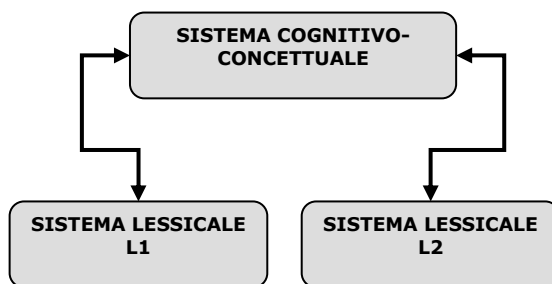 SISTEMA COGNITIVO-
CONCETTUALE
SISTEMA LESSICALE
L1
SISTEMA LESSICALE
L2